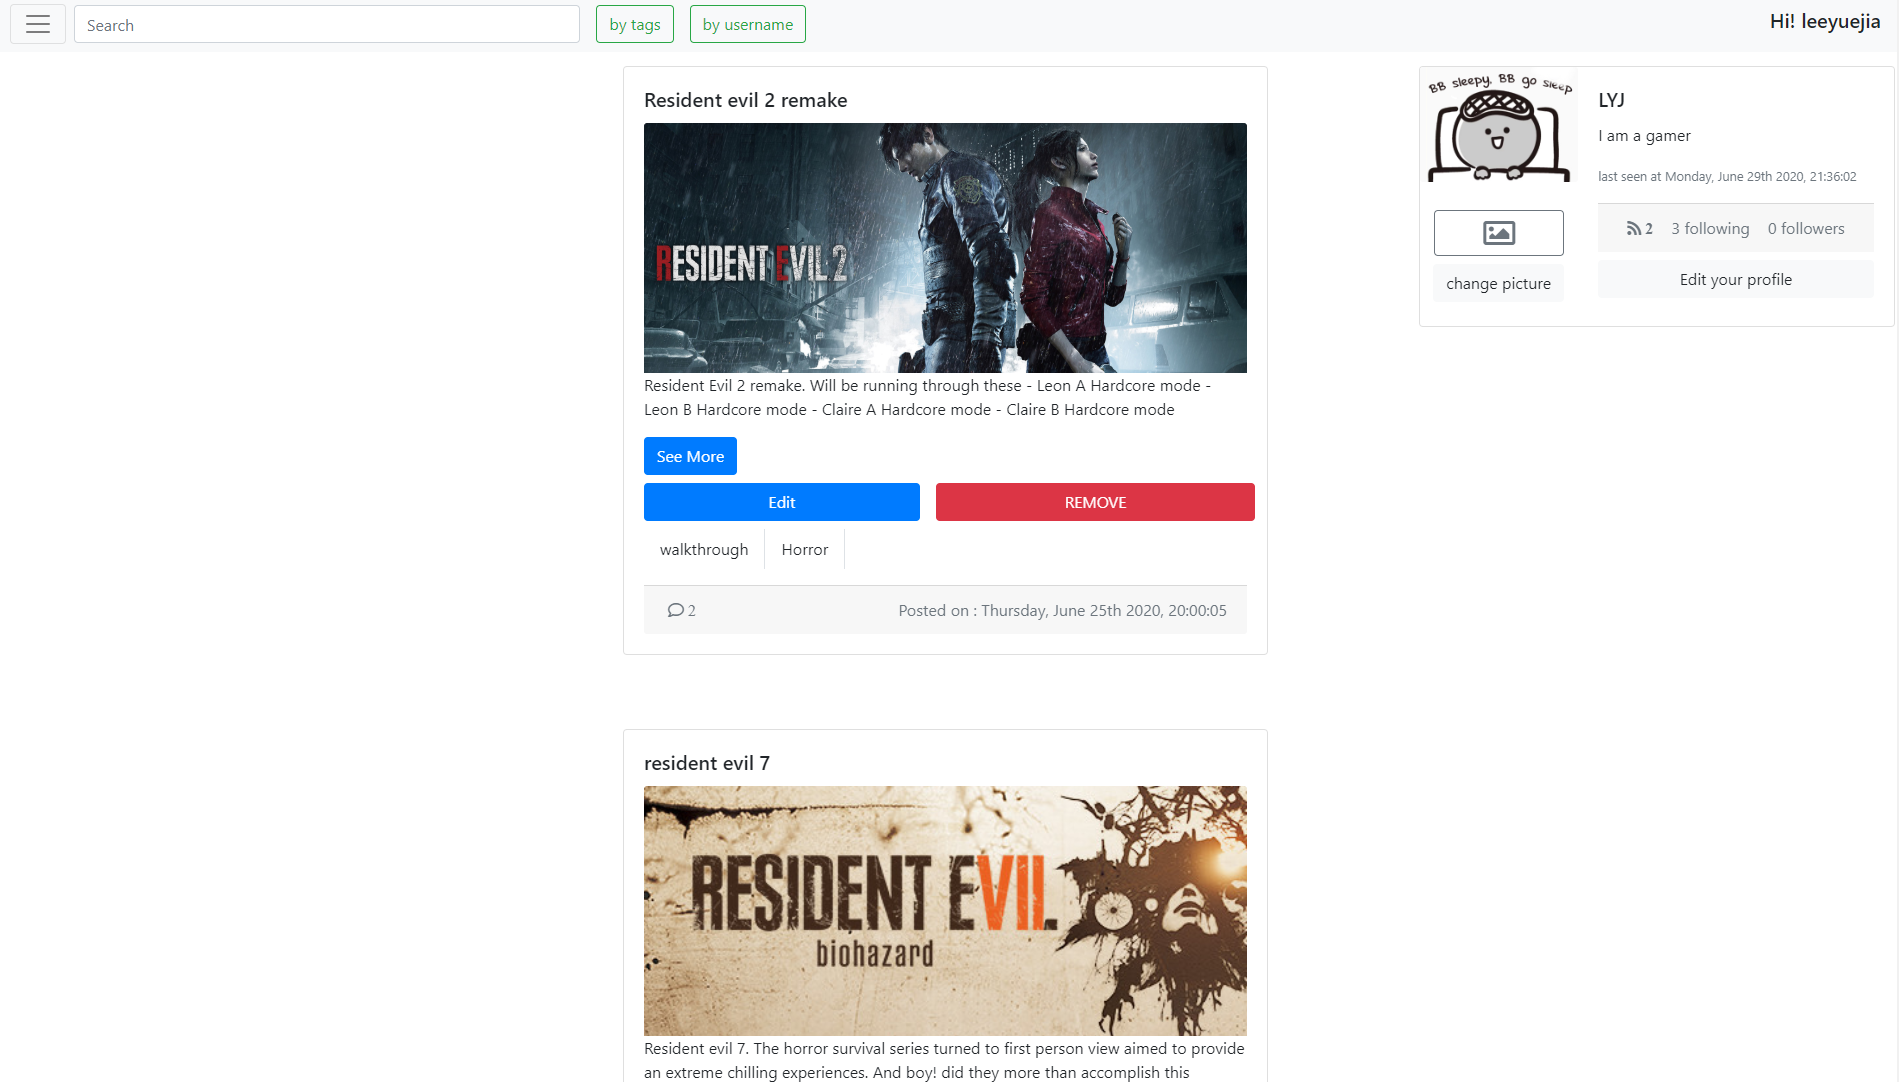 Search
by tags
by username
Hi! leeyuejia
Resident evil 2 remake
RESIDENT EVIL 2
Resident Evil 2 remake. Will be running through these - Leon A Hardcore mode -
Leon B Hardcore mode - Claire A Hardcore mode - Claire B Hardcore mode
See More
Edit
REMOVE
walkthrough
Horror
2
Posted on : Thursday, June 25th 2020, 20:00:05
resident evil 7
RESIDENT EVII.
biohazard
Resident evil 7. The horror survival series turned to first person view aimed to provide
an extreme chilling experiences. And boy! did they more than accomplish this
BB sleepy. BB go sleep
LYJ
I am a gamer
last seen at Monday, June 29th 2020, 21:36:02
2
3 following
0 followers
change picture
Edit your profile